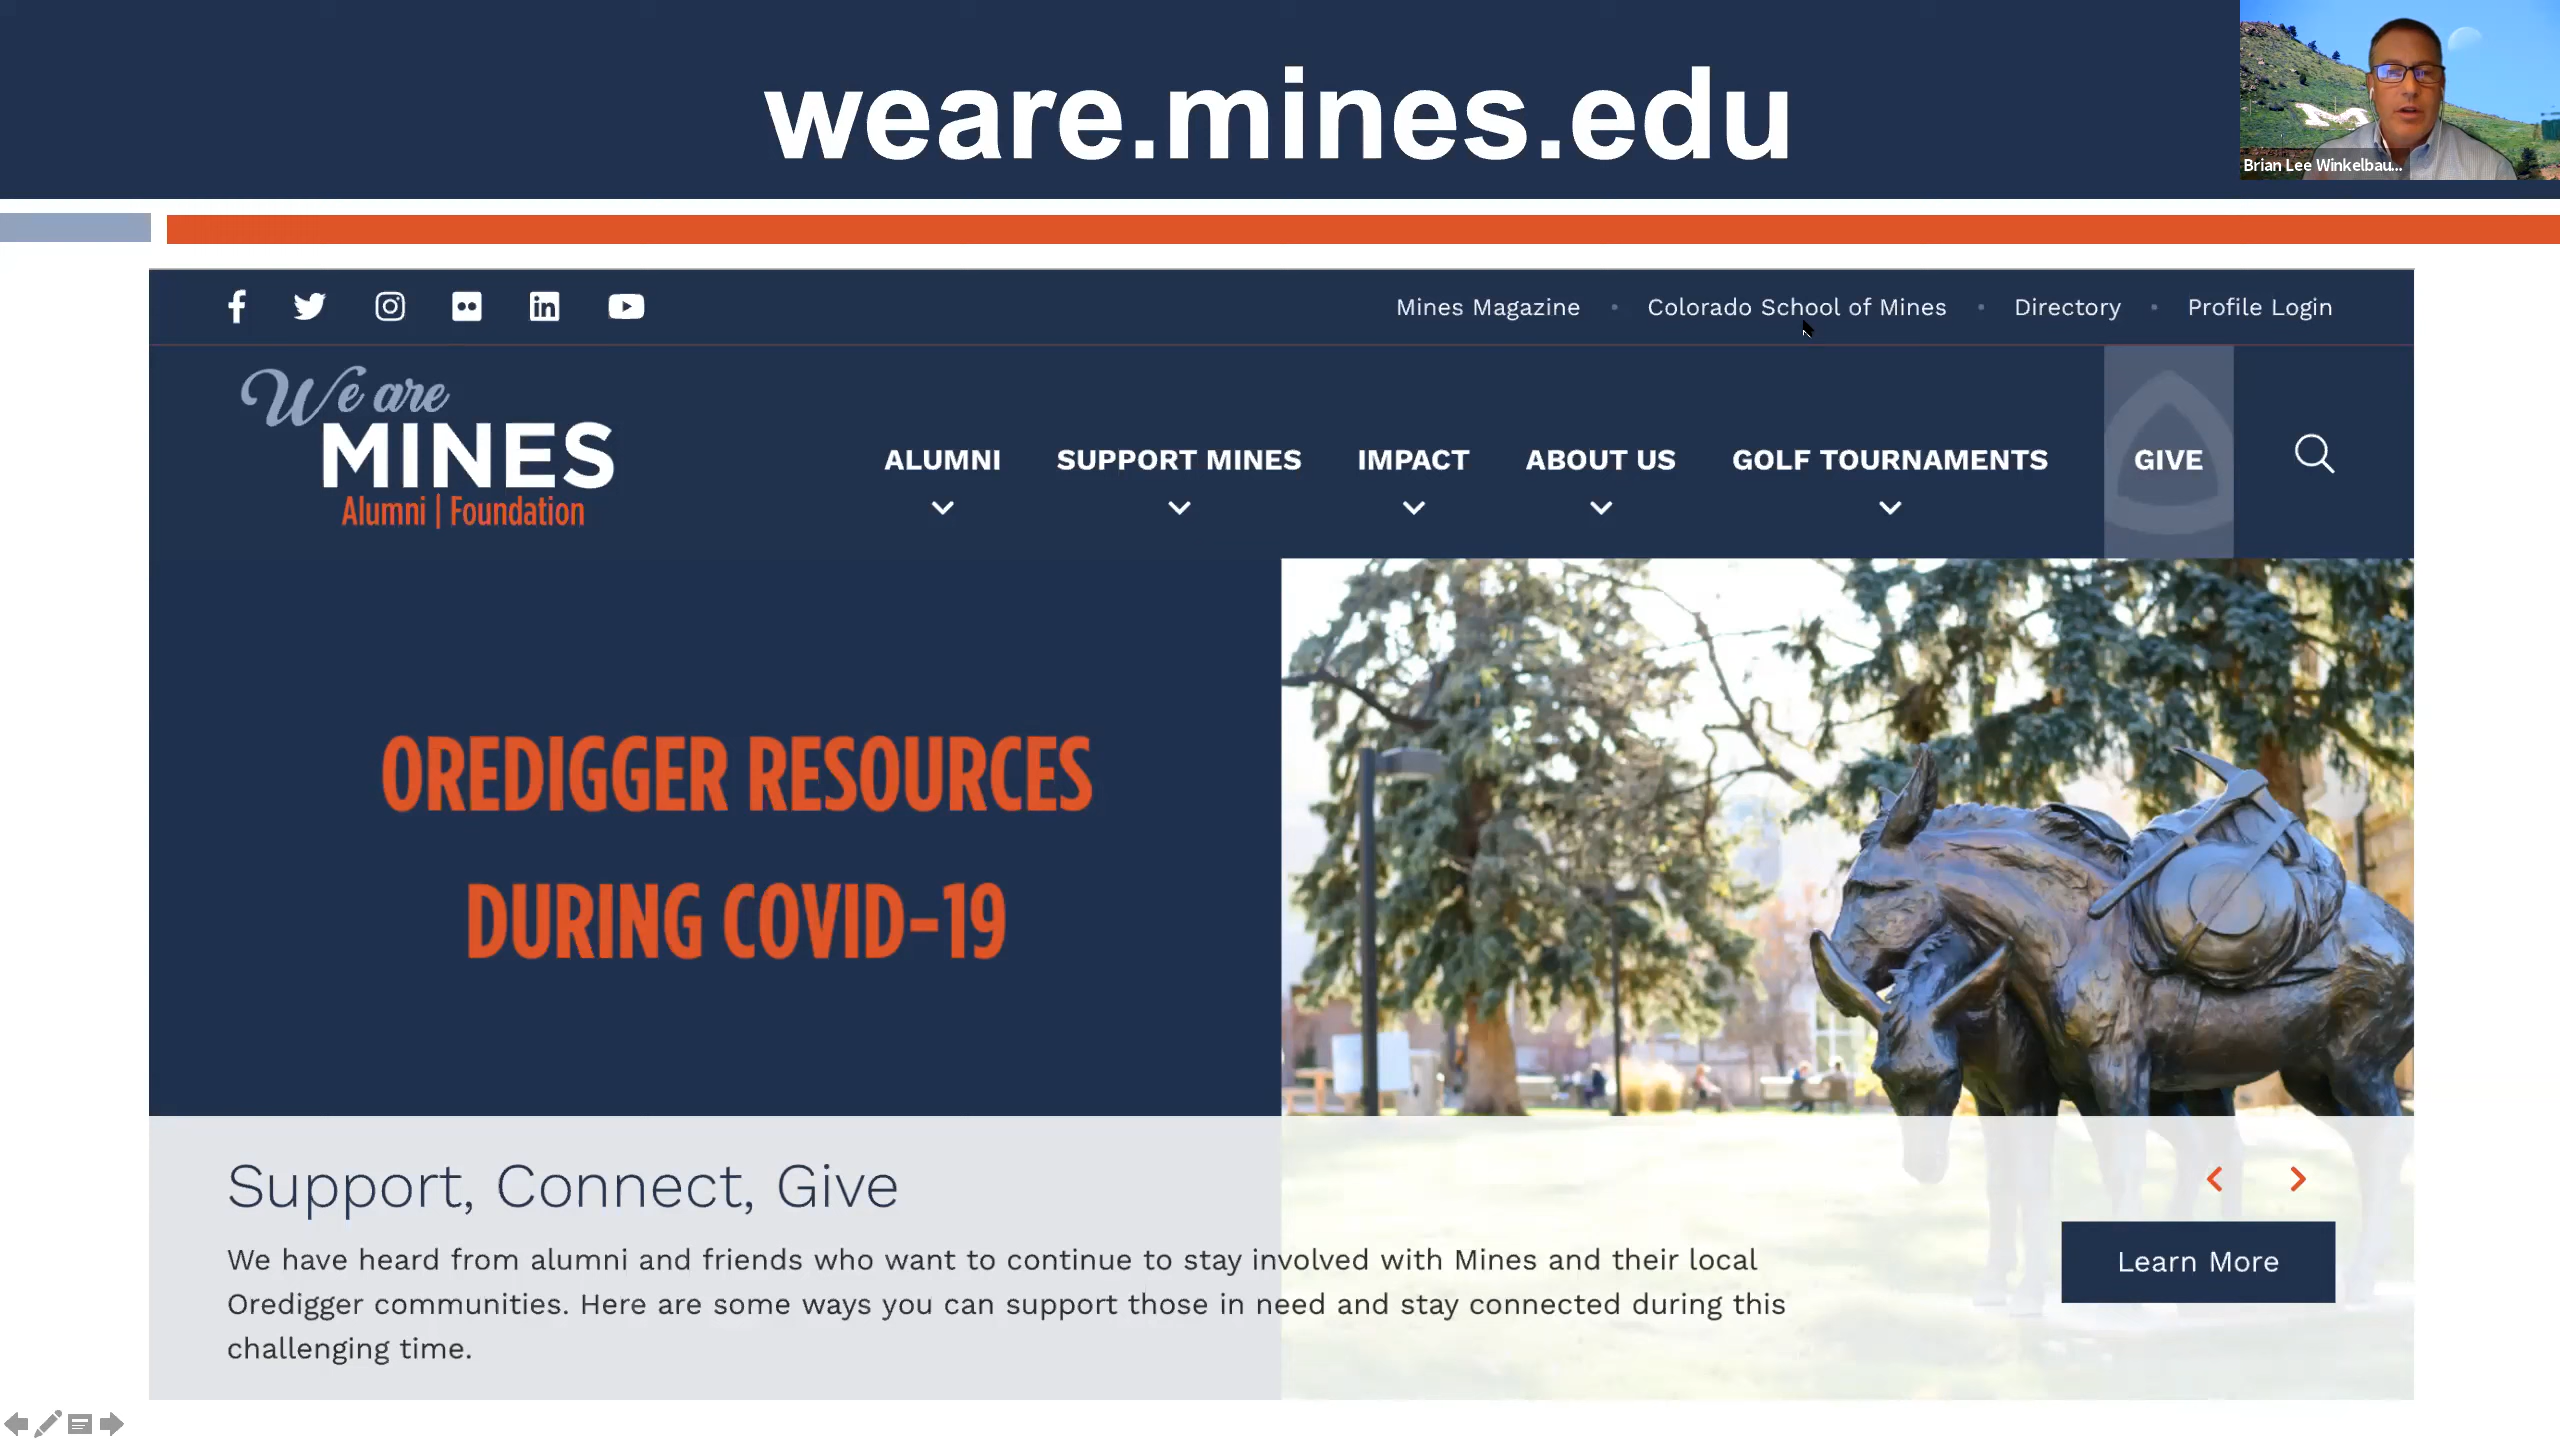 weare.mines.edu
Brian Lee Winkelbau...
Mines Magazine • Colorado School of Mines • Directory • Profile Login
We are
MINES
Alumni | Foundation
ALUMNI
SUPPORT MINES
IMPACT
ABOUT US
GOLF TOURNAMENTS
GIVE
OREDIGGER RESOURCES
DURING COVID-19
Support, Connect, Give
We have heard from alumni and friends who want to continue to stay involved with Mines and their local
Oredigger communities. Here are some ways you can support those in need and stay connected during this
challenging time.
Learn More